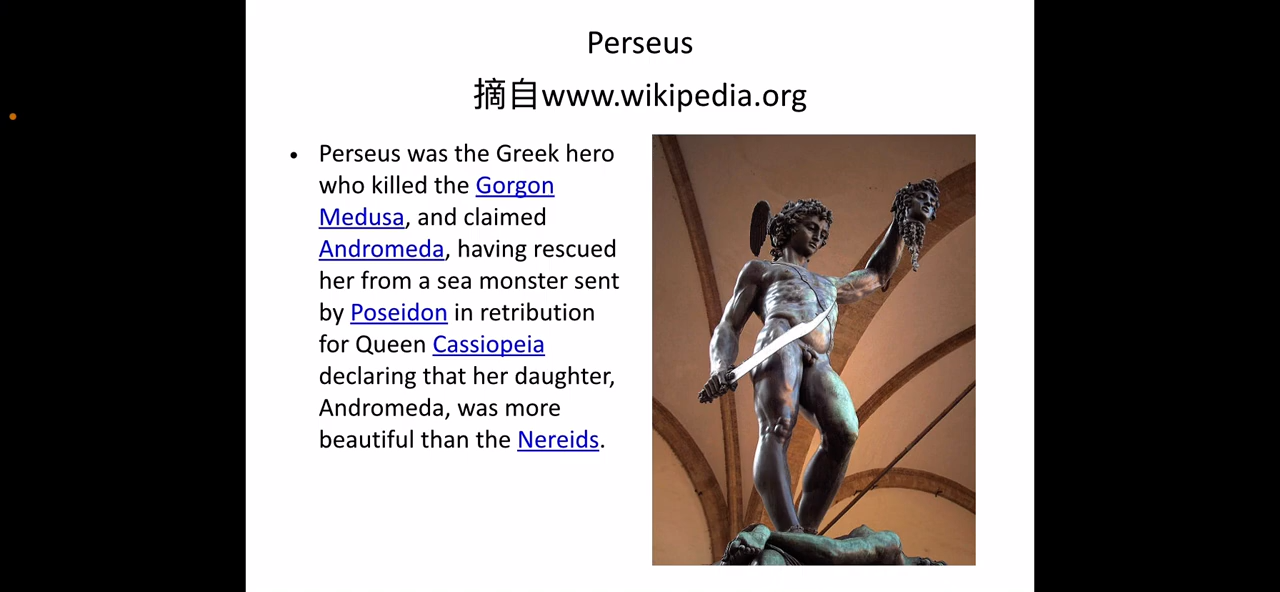 Perseus
摘自www.wikipedia.org
• Perseus was the Greek hero
who killed the Gorgon
Medusa, and claimed
Andromeda, having rescued
her from a sea monster sent
by Poseidon in retribution
for Queen Cassiopeia
declaring that her daughter,
Andromeda, was more
beautiful than the Nereids.